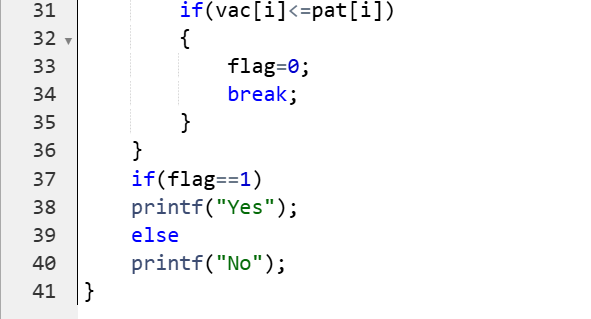 31 if(vac[i]<=pat[i])
32 {
33 flag=0;
34 break;
35 }
36 }
37 if(flag==1)
38 printf("Yes");
39 else
40 printf("No");
41 }